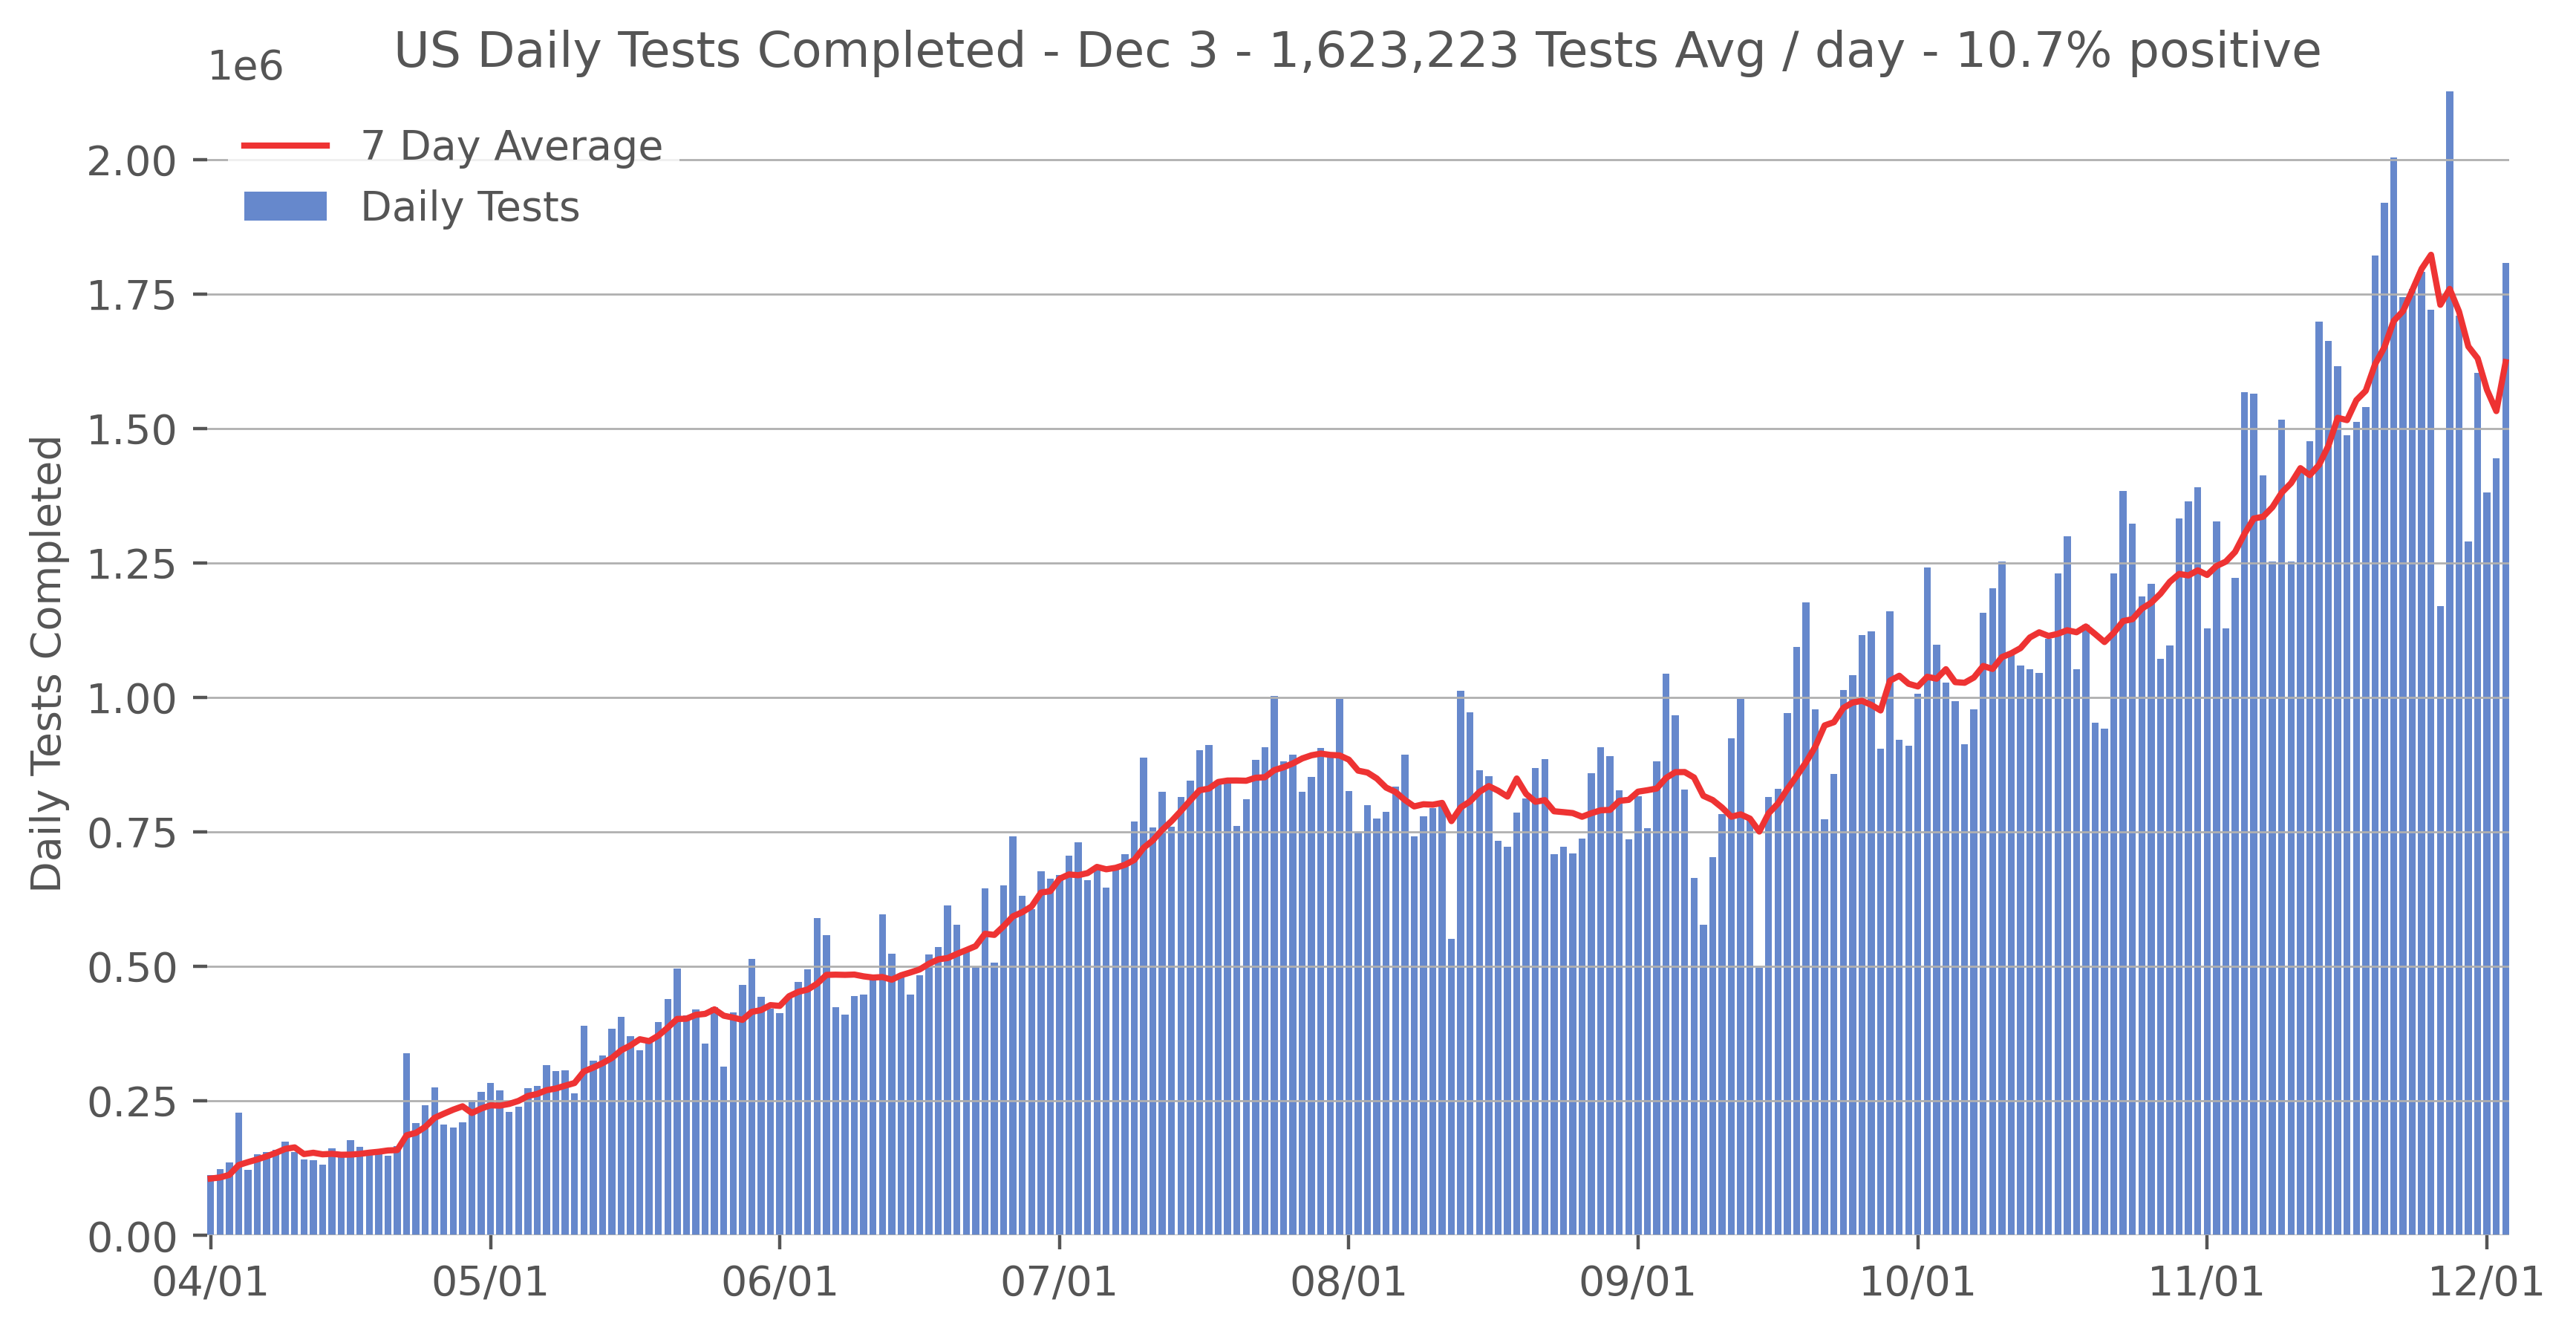 US Daily Tests Completed - Dec 3 - 1,623,223 Tests Avg / day - 10.7% positive
1e6
7 Day Average
Daily Tests
2.00
1.75
1.50
1.25
1.00
0.75
0.50
0.25
0.00
Daily Tests Completed
04/01 05/01 06/01 07/01 08/01 09/01 10/01 11/01 12/01